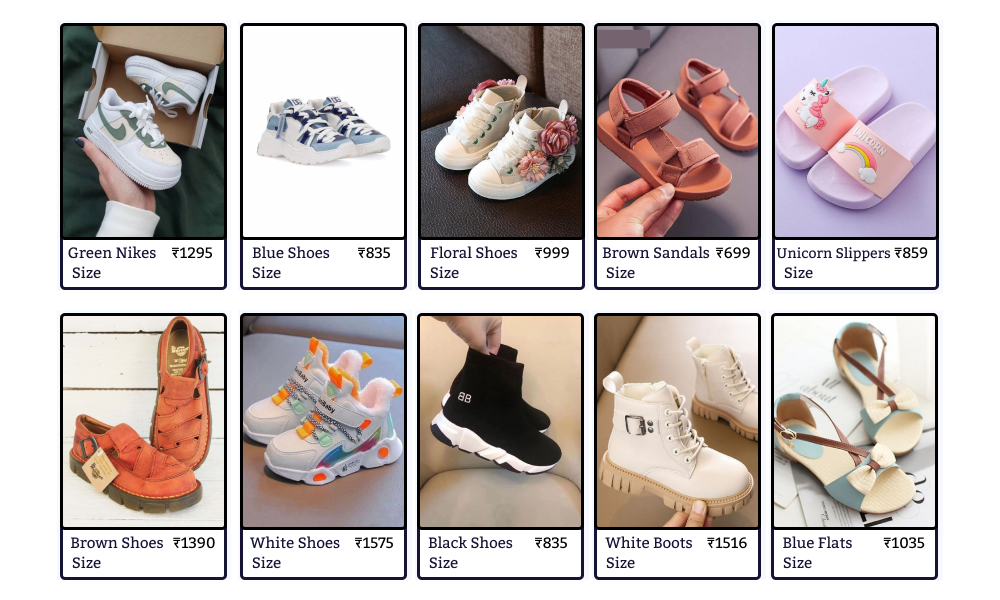 UNICORN
Green Nikes ₹1295
Size
Blue Shoes ₹835
Size
Floral Shoes ₹999
Size
Brown Sandals ₹699
Size
Unicorn Slippers ₹859
Size
BB
Brown Shoes ₹1390
Size
White Shoes ₹1575
Size
Black Shoes ₹835
Size
White Boots ₹1516
Size
Blue Flats ₹1035
Size